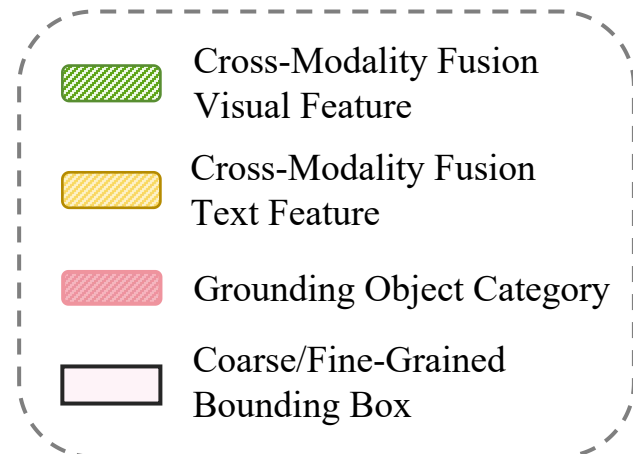 Cross-Modality Fusion
Visual Feature
Cross-Modality Fusion
Text Feature
Grounding Object Category
Coarse/Fine-Grained
Bounding Box